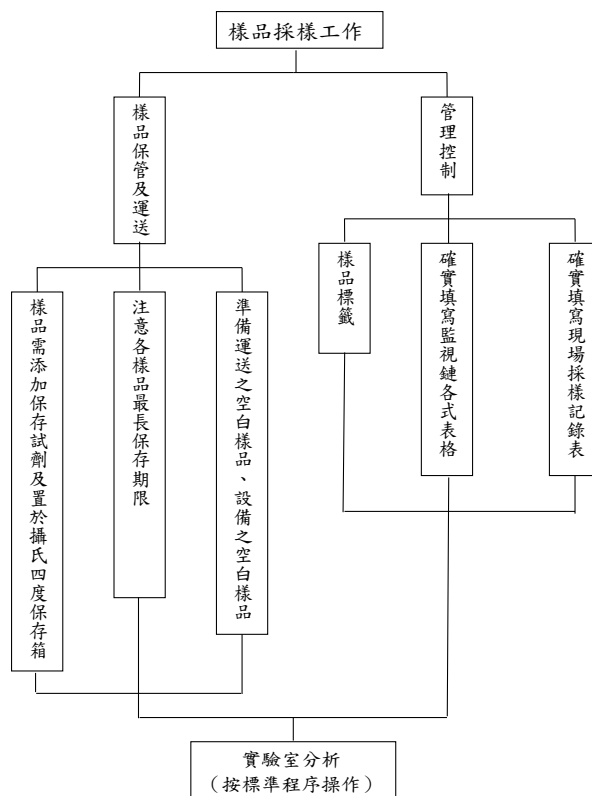 樣品採樣工作
樣品保管及運送
管理控制
樣品需添加保存試劑及置於攝氏四度保存箱
注意各樣品最長保存期限
準備運送之空白樣品、設備之空白樣品
樣品標籤
確實填寫監視鏈各式表格
確實填寫現場採樣記錄表
實驗室分析
（按標準程序操作）